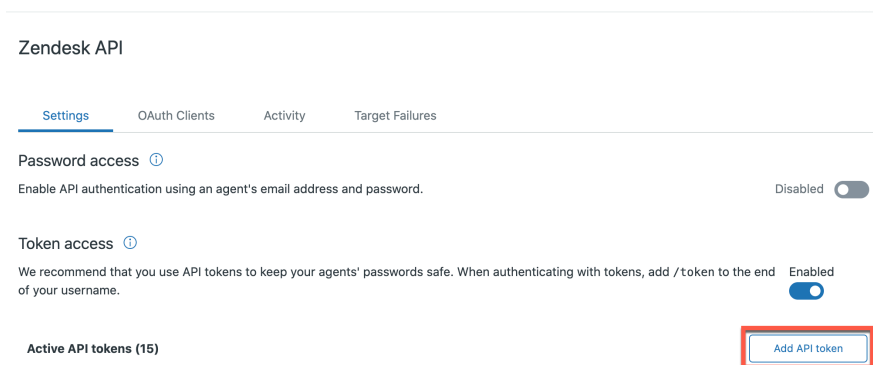 Zendesk API
Settings OAuth Clients Activity Target Failures
Password access
Enable API authentication using an agent's email address and password. Disabled
Token access
We recommend that you use API tokens to keep your agents' passwords safe. When authenticating with tokens, add /token to the end Enabled
of your username.
Active API tokens (15) Add API token